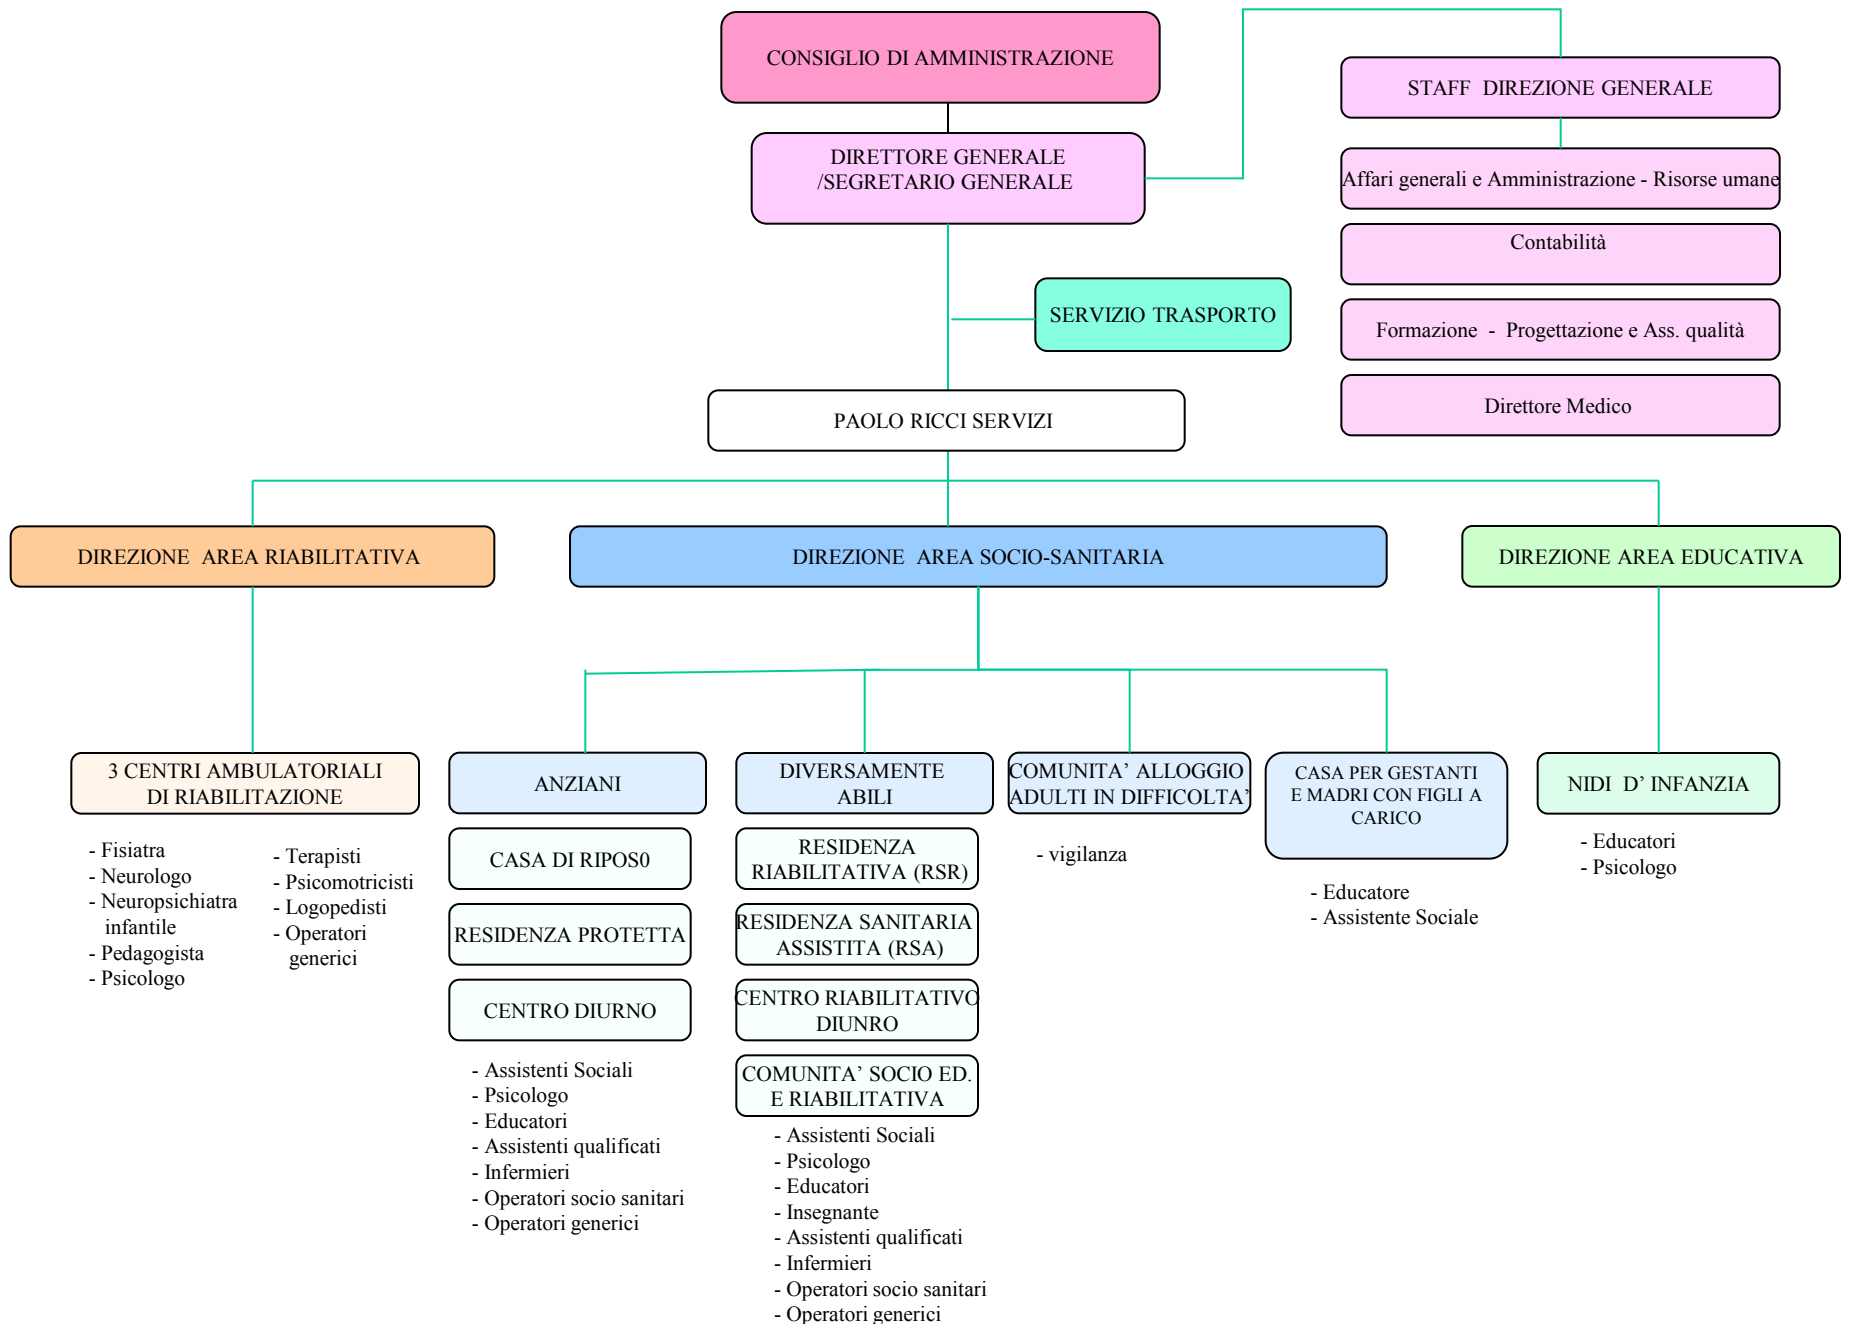 CONSIGLIO DI AMMINISTRAZIONE
DIRETTORE GENERALE
/SEGRETARIO GENERALE
STAFF DIREZIONE GENERALE
Affari generali e Amministrazione - Risorse umane
Contabilità
Formazione - Progettazione e Ass. qualità
Direttore Medico
SERVIZIO TRASPORTO
PAOLO RICCI SERVIZI
DIREZIONE AREA RIABILITATIVA
DIREZIONE AREA SOCIO-SANITARIA
DIREZIONE AREA EDUCATIVA
3 CENTRI AMBULATORIALI
DI RIABILITAZIONE
- Fisiatra
- Neurologo
- Neuropsichiatra
infantile
- Pedagogista
- Psicologo
- Terapisti
- Psicomotricisti
- Logopedisti
- Operatori
generici
ANZIANI
CASA DI RIPOS0
RESIDENZA PROTETTA
CENTRO DIURNO
- Assistenti Sociali
- Psicologo
- Educatori
- Assistenti qualificati
- Infermieri
- Operatori socio sanitari
- Operatori generici
DIVERSAMENTE
ABILI
RESIDENZA
RIABILITATIVA (RSR)
RESIDENZA SANITARIA
ASSISTITA (RSA)
CENTRO RIABILITATIVO
DIUNRO
COMUNITA’ SOCIO ED.
E RIABILITATIVA
- Assistenti Sociali
- Psicologo
- Educatori
- Insegnante
- Assistenti qualificati
- Infermieri
- Operatori socio sanitari
- Operatori generici
COMUNITA’ ALLOGGIO
ADULTI IN DIFFICOLTA’
- vigilanza
CASA PER GESTANTI
E MADRI CON FIGLI A
CARICO
- Educatore
- Assistente Sociale
NIDI D’ INFANZIA
- Educatori
- Psicologo